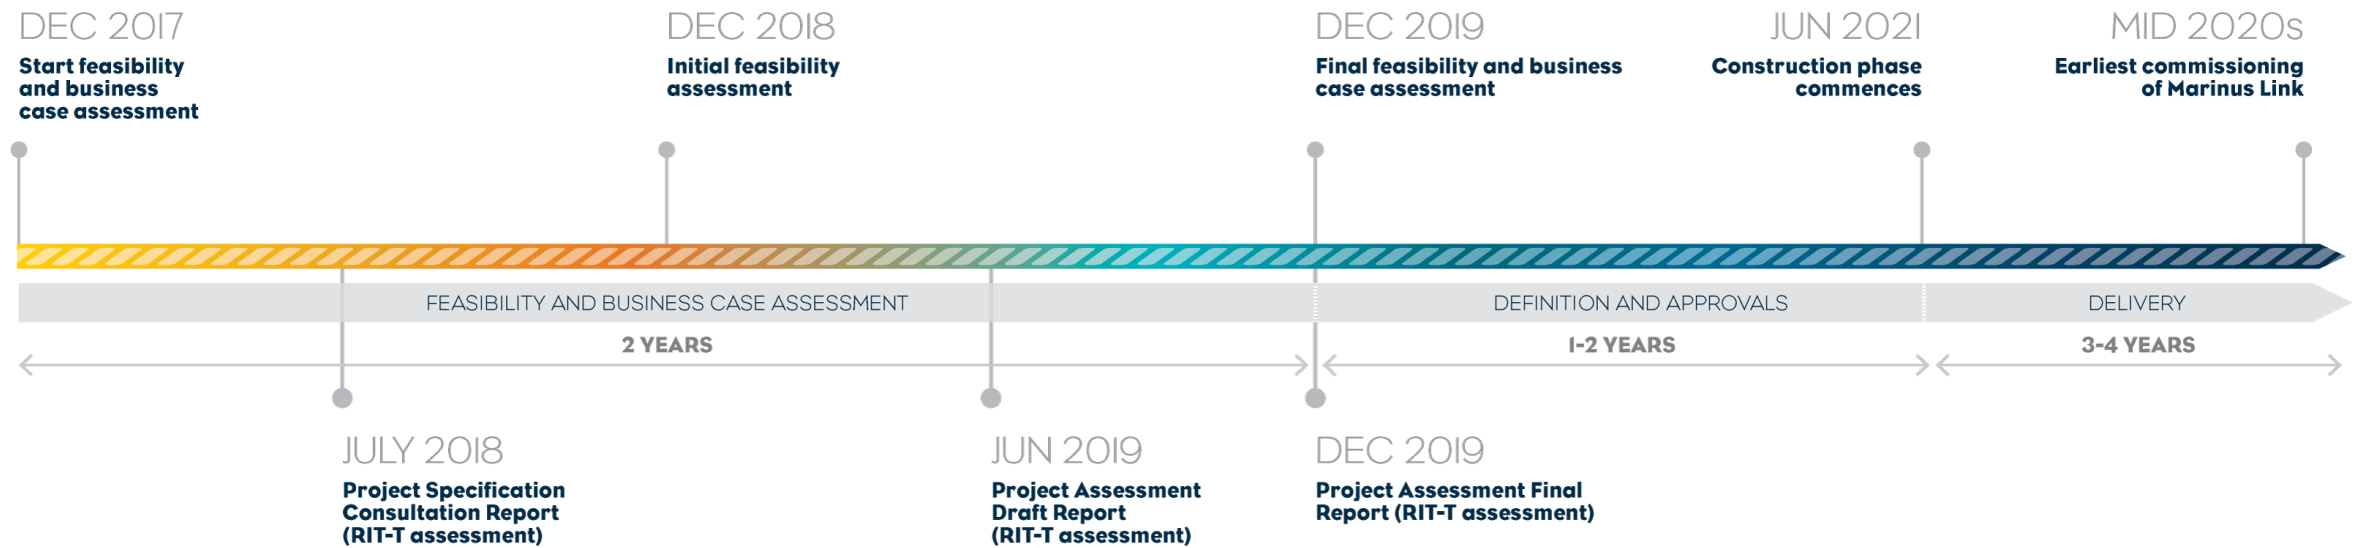 DEC 2017
Start feasibility
and business
case assessment
DEC 2018
Initial feasibility
assessment
DEC 2019
Final feasibility and business
case assessment
JUN 2021
Construction phase
commences
MID 2020s
Earliest commissioning
of Marinus Link
FEASIBILITY AND BUSINESS CASE ASSESSMENT
DEFINITION AND APPROVALS
DELIVERY
2 YEARS
1-2 YEARS
3-4 YEARS
JULY 2018
Project Specification
Consultation Report
(RIT-T assessment)
JUN 2019
Project Assessment
Draft Report
(RIT-T assessment)
DEC 2019
Project Assessment Final
Report (RIT-T assessment)